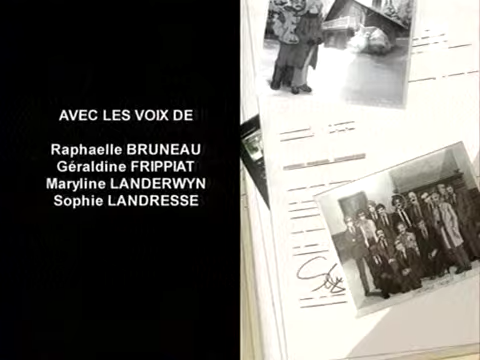 AVEC LES VOIX DE
Raphaelle BRUNEAU
Géraldine FRIPPIAT
Maryline LANDERWYN
Sophie LANDRESSE